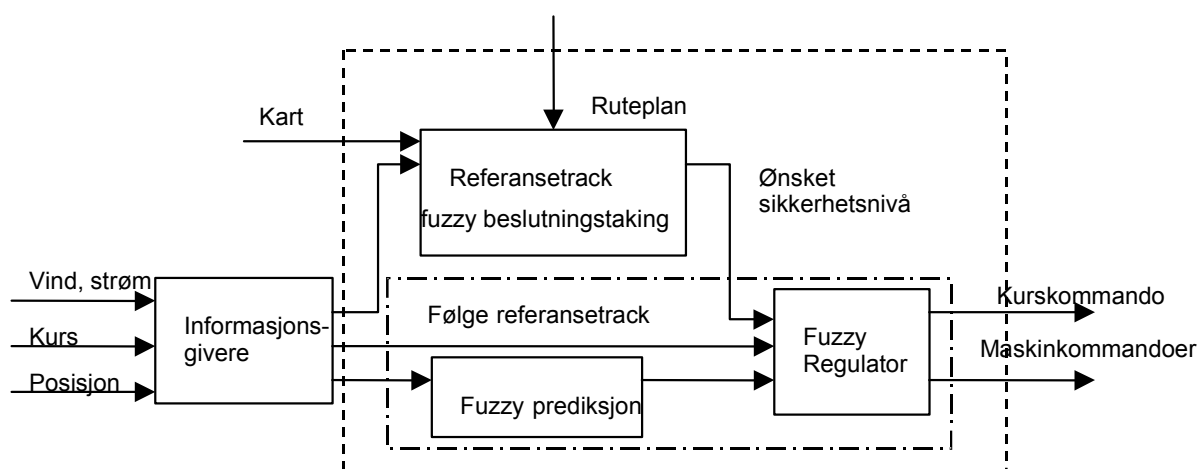 Ruteplan
Kart
Referansetrack
fuzzy beslutningstaking
Ønsket
sikkerhetsnivå
Vind, strøm
Kurs
Posisjon
Informasjons-
givere
Følge referansetrack
Fuzzy prediksjon
Fuzzy
Regulator
Kurskommando
Maskinkommandoer